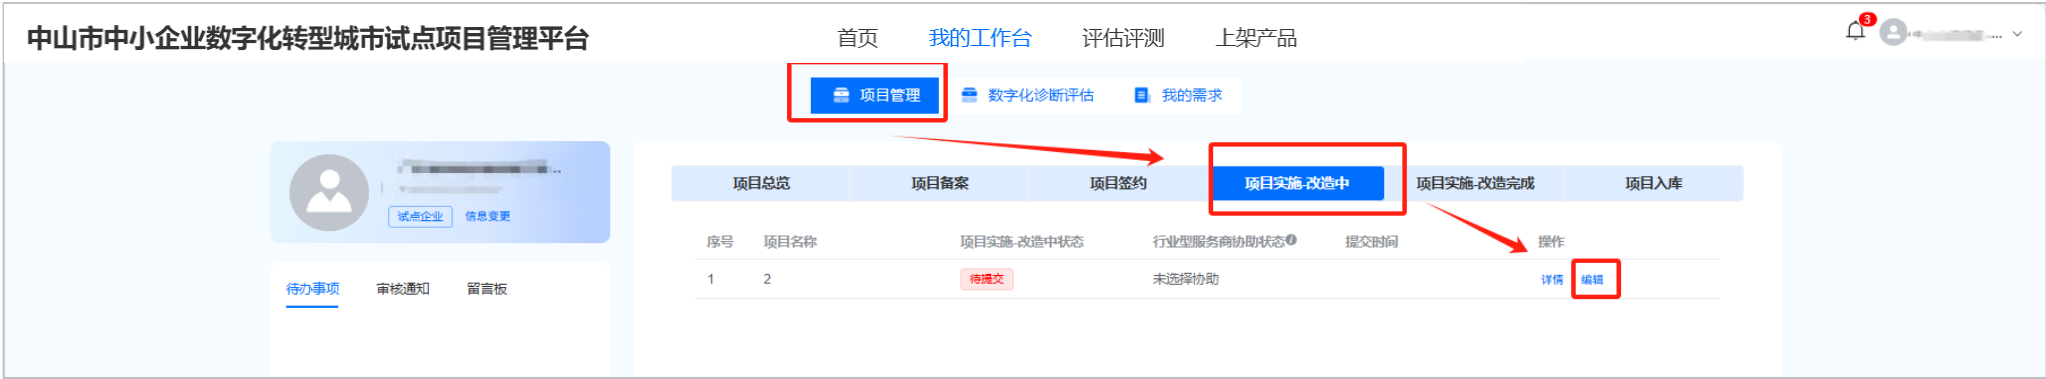 中山市中小企业数字化转型城市试点项目管理平台 首页 我的工作台 评估评测 上架产品 3
项目管理 数字化诊断评估 我的需求
试点企业 信息变更
待办事项 审核通知 留言板
项目总览 项目备案 项目签约 项目实施-改造中 项目实施-改造完成 项目入库
序号 项目名称 项目实施-改造中状态 行业型服务商协助状态 提交时间 操作
1 2 待提交 未选择协助 详情 编辑